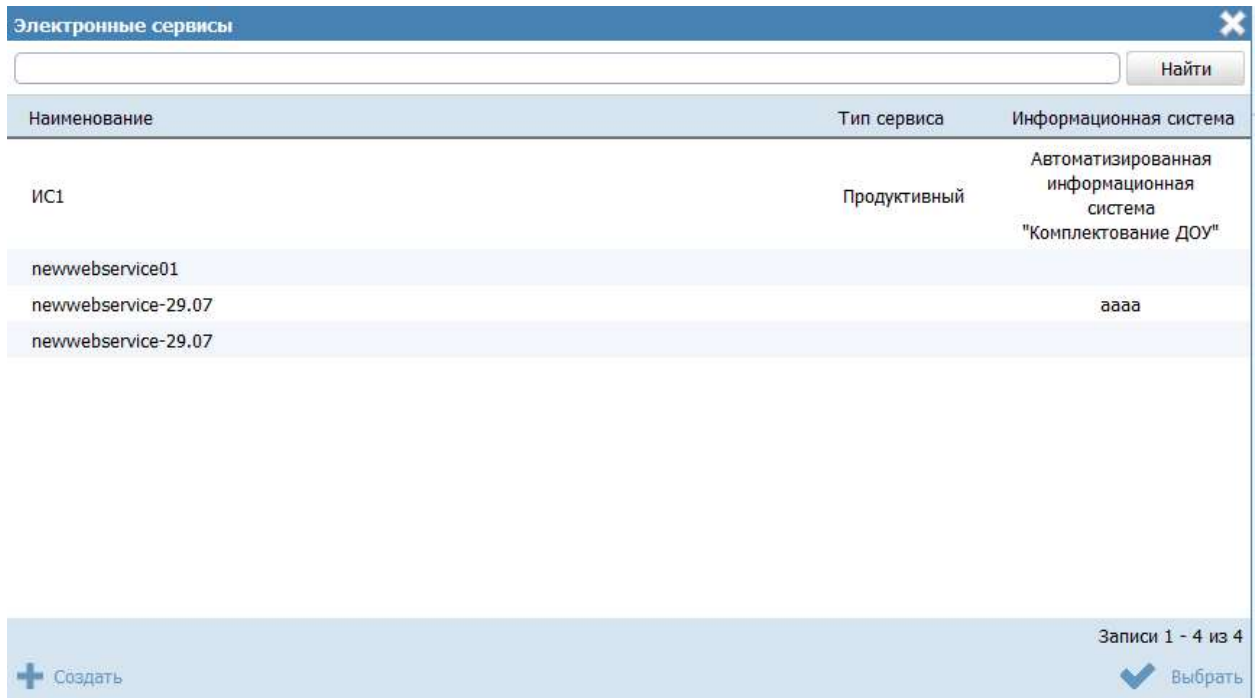 Электронные сервисы
Найти
Наименование Тип сервиса Информационная система
ИС1 Продуктивный Автоматизированная
информационная
система
"Комплектование ДОУ"
newwebservice01
newwebservice-29.07 aaaa
newwebservice-29.07
Записи 1 - 4 из 4
Создать Выбрать